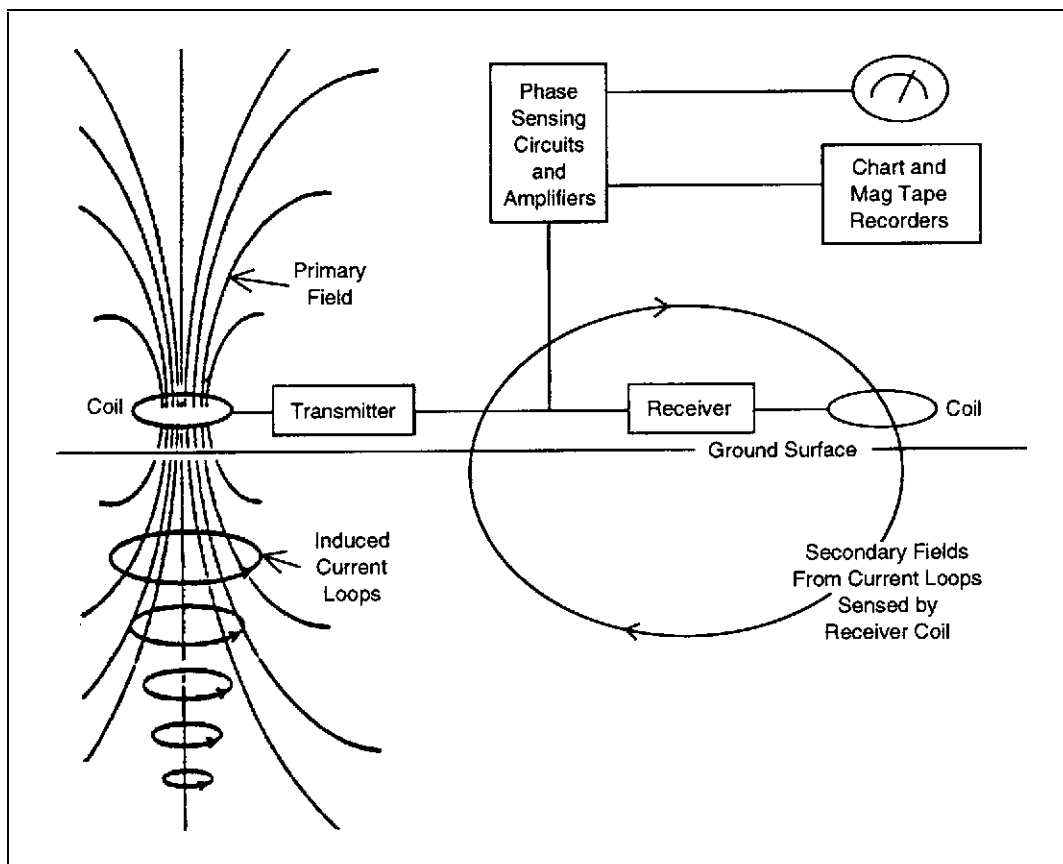 Phase
Sensing
Circuits
and
Amplifiers
Chart and
Mag Tape
Recorders
Primary
Field
Coil
Transmitter
Receiver
Coil
Ground Surface
Induced
Current
Loops
Secondary Fields
From Current Loops
Sensed by
Receiver Coil